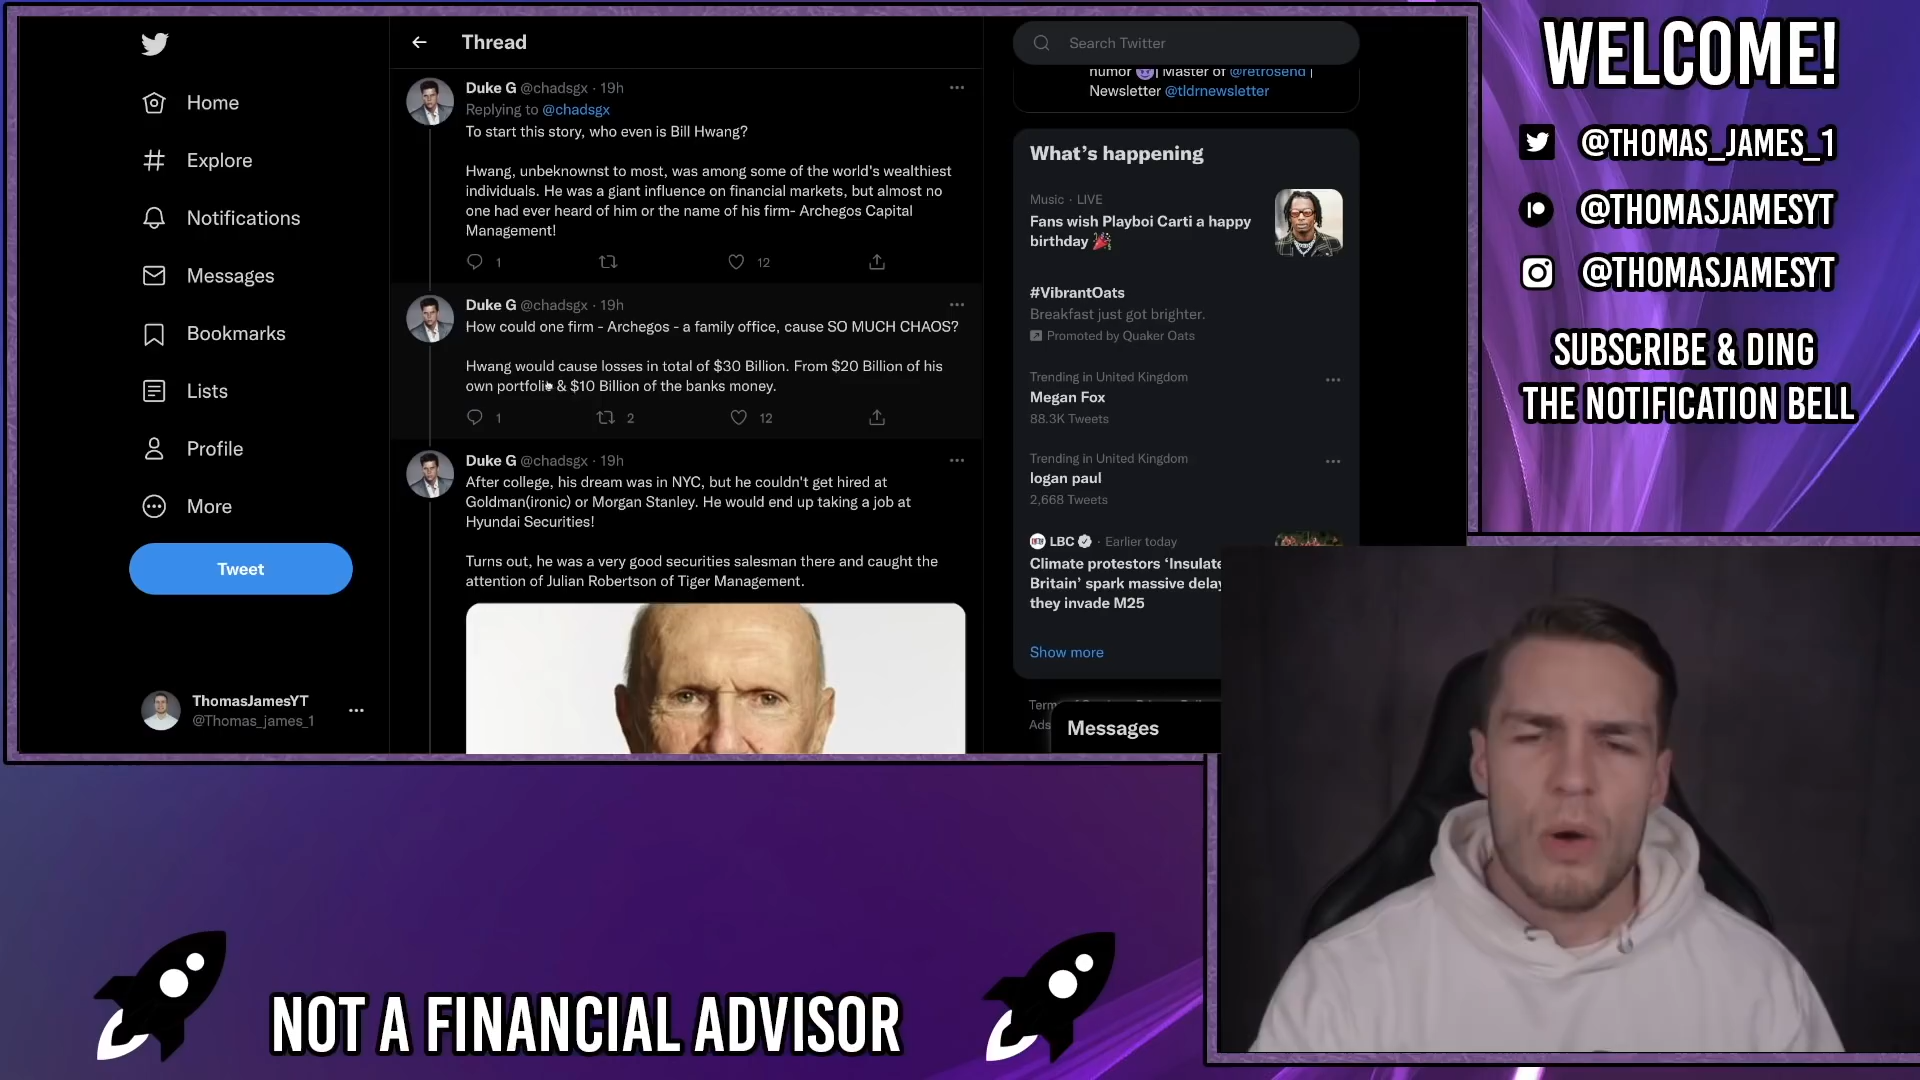 Home
Explore
Notifications
Messages
Bookmarks
Lists
Profile
More
Tweet
ThomasJamesYT
@Thomas_james_1
Thread
Duke G @chadsgx · 19h
Replying to @chadsgx
To start this story, who even is Bill Hwang?
Hwang, unbeknownst to most, was among some of the world's wealthiest
individuals. He was a giant influence on financial markets, but almost no
one had ever heard of him or the name of his firm- Archegos Capital
Management!
1
12
Duke G @chadsgx · 19h
How could one firm - Archegos - a family office, cause SO MUCH CHAOS?
Hwang would cause losses in total of $30 Billion. From $20 Billion of his
own portfolio & $10 Billion of the banks money.
1
2
12
Duke G @chadsgx · 19h
After college, his dream was in NYC, but he couldn't get hired at
Goldman(ironic) or Morgan Stanley. He would end up taking a job at
Hyundai Securities!
Turns out, he was a very good securities salesman there and caught the
attention of Julian Robertson of Tiger Management.
Search Twitter
humor 😈| Master of @retrosend |
Newsletter @tldrnewsletter
What's happening
Music · LIVE
Fans wish Playboi Carti a happy
birthday 🎉
#VibrantOats
Breakfast just got brighter.
Promoted by Quaker Oats
Trending in United Kingdom
Megan Fox
88.3K Tweets
Trending in United Kingdom
logan paul
2,668 Tweets
LBC · Earlier today
Climate protestors 'Insulate
Britain' spark massive delay
they invade M25
Show more
Term
Ads
Messages
WELCOME!
@THOMAS_JAMES_1
@THOMASJAMESYT
@THOMASJAMESYT
SUBSCRIBE & DING
THE NOTIFICATION BELL
NOT A FINANCIAL ADVISOR